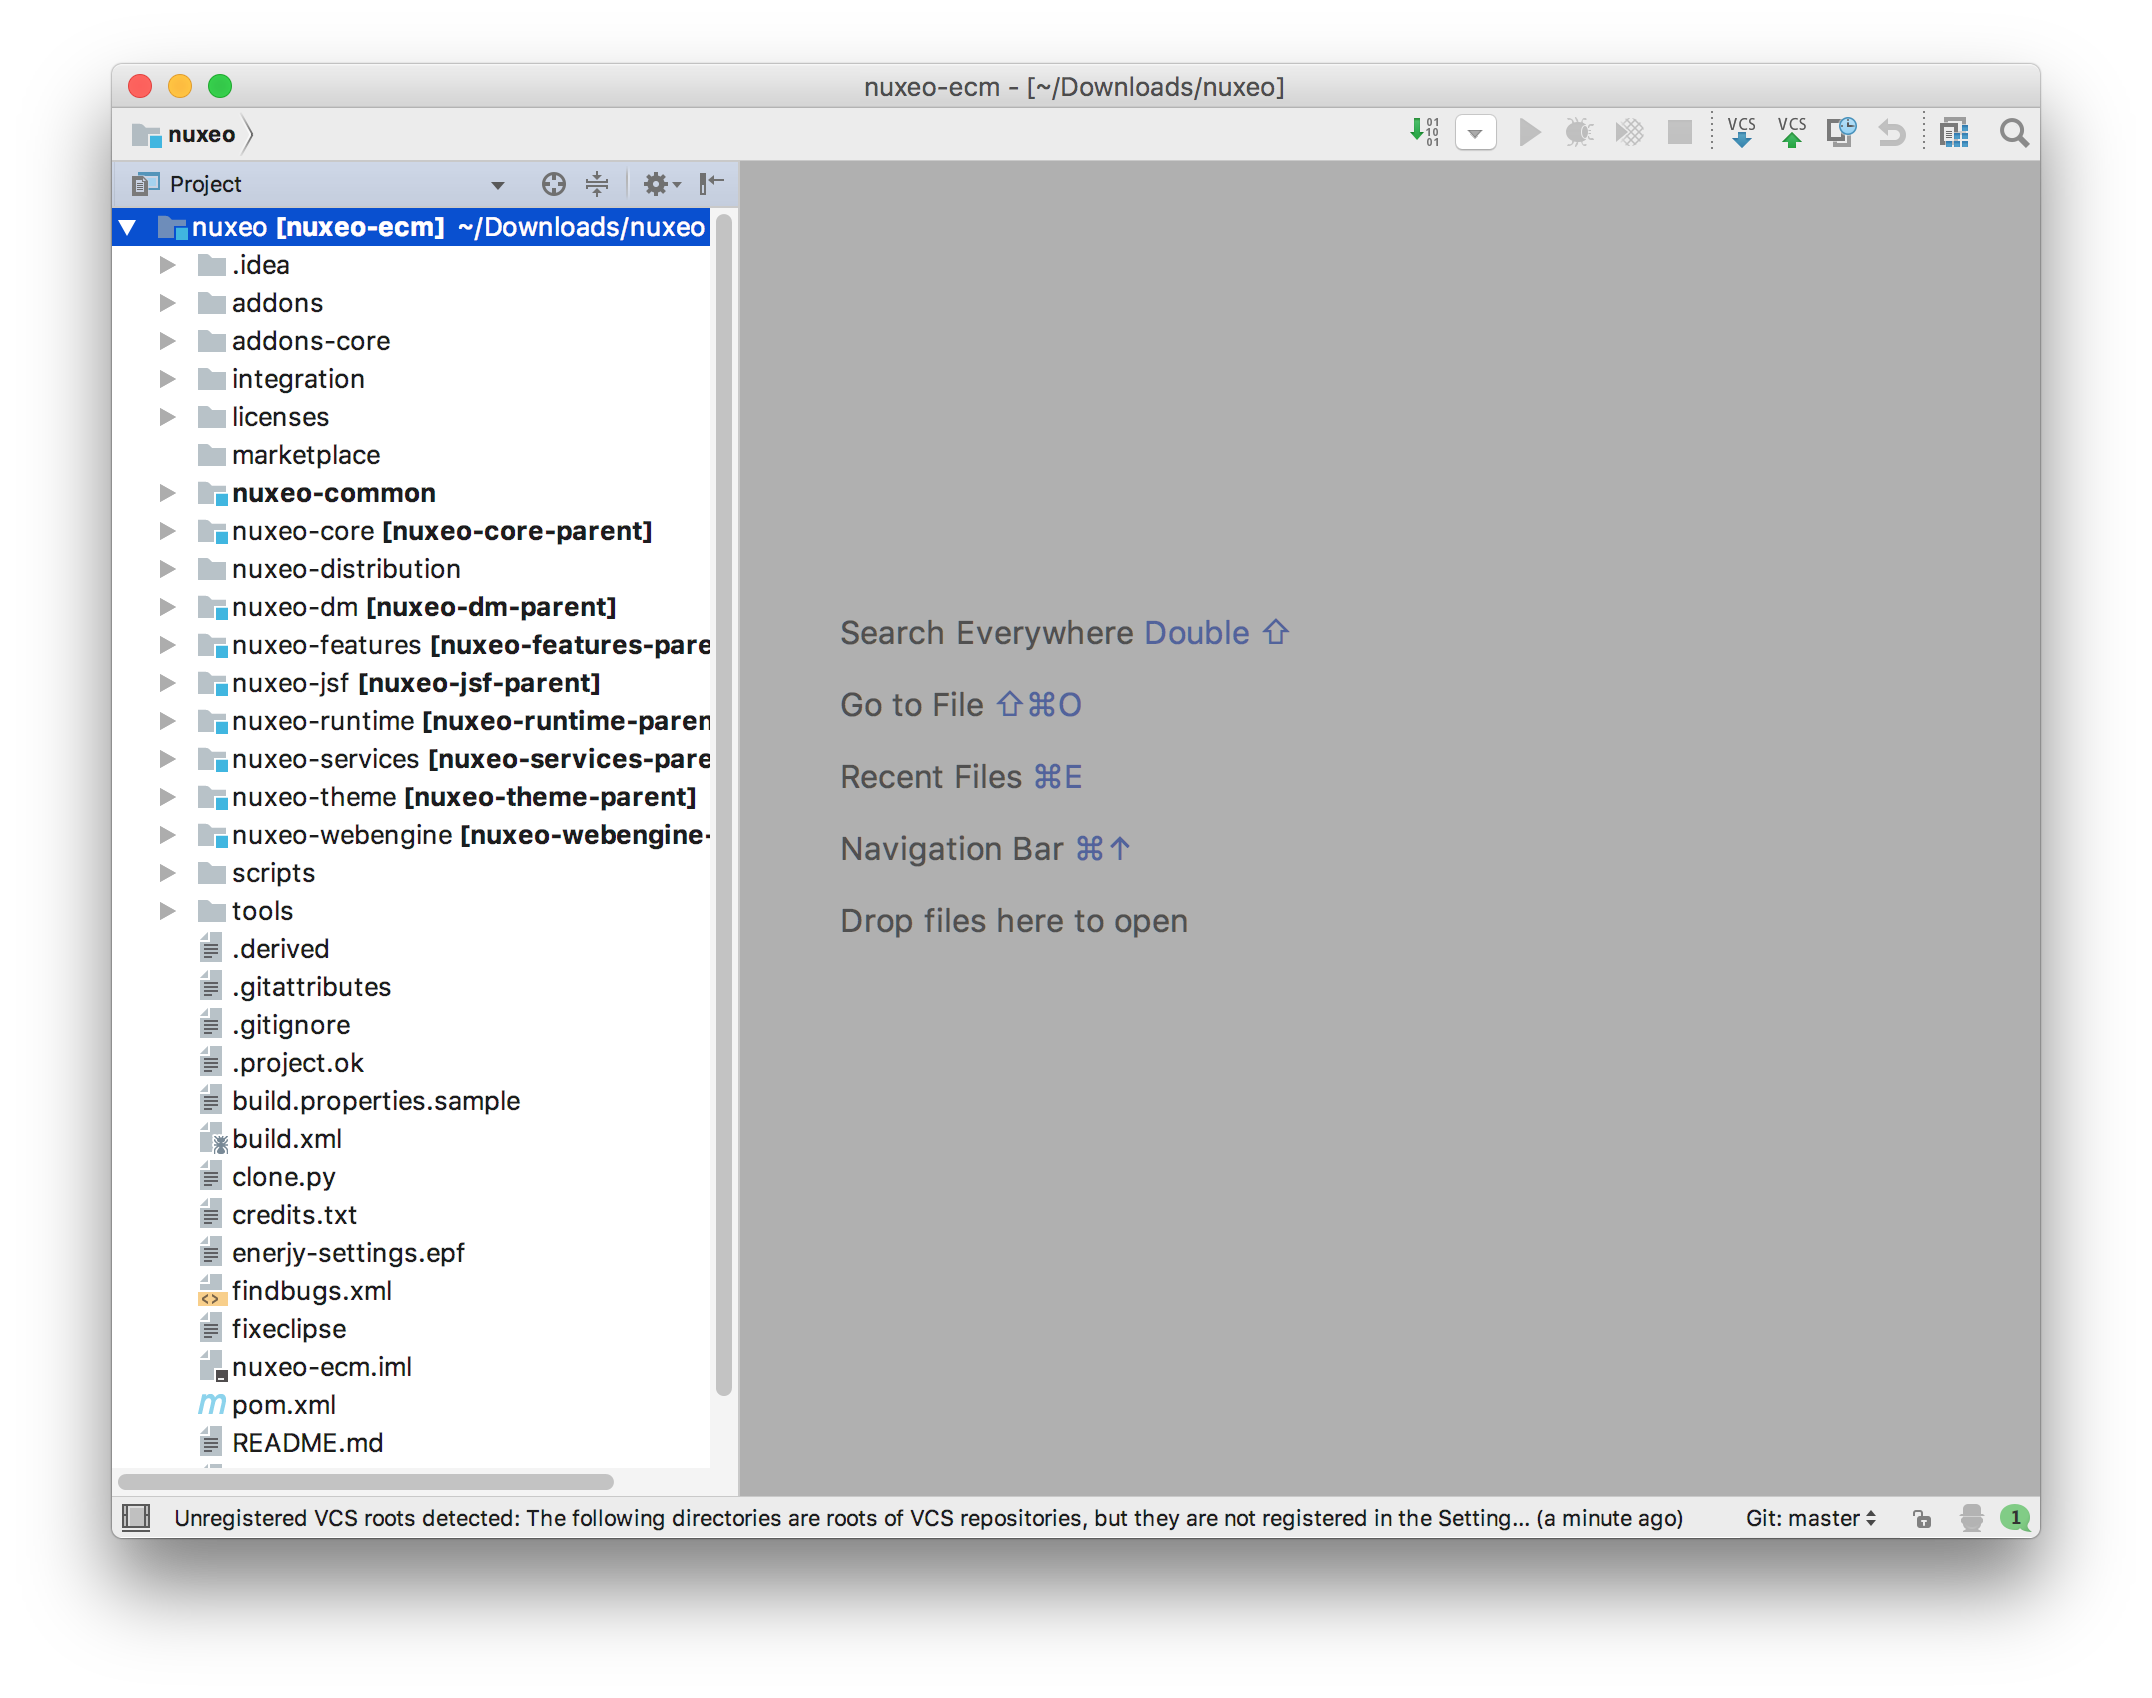 nuxeo-ecm - [~/Downloads/nuxeo]
nuxeo
01
10
01
VCS
VCS
Project
nuxeo [nuxeo-ecm] ~/Downloads/nuxeo
.idea
addons
addons-core
integration
licenses
marketplace
nuxeo-common
nuxeo-core [nuxeo-core-parent]
nuxeo-distribution
nuxeo-dm [nuxeo-dm-parent]
nuxeo-features [nuxeo-features-pare
nuxeo-jsf [nuxeo-jsf-parent]
nuxeo-runtime [nuxeo-runtime-paren
nuxeo-services [nuxeo-services-pare
nuxeo-theme [nuxeo-theme-parent]
nuxeo-webengine [nuxeo-webengine-
scripts
tools
.derived
.gitattributes
.gitignore
.project.ok
build.properties.sample
build.xml
clone.py
credits.txt
enerjy-settings.epf
findbugs.xml
fixeclipse
nuxeo-ecm.iml
pom.xml
README.md
Search Everywhere Double ⇧
Go to File ⇧⌘O
Recent Files ⌘E
Navigation Bar ⌘↑
Drop files here to open
Unregistered VCS roots detected: The following directories are roots of VCS repositories, but they are not registered in the Setting... (a minute ago)
Git: master
1